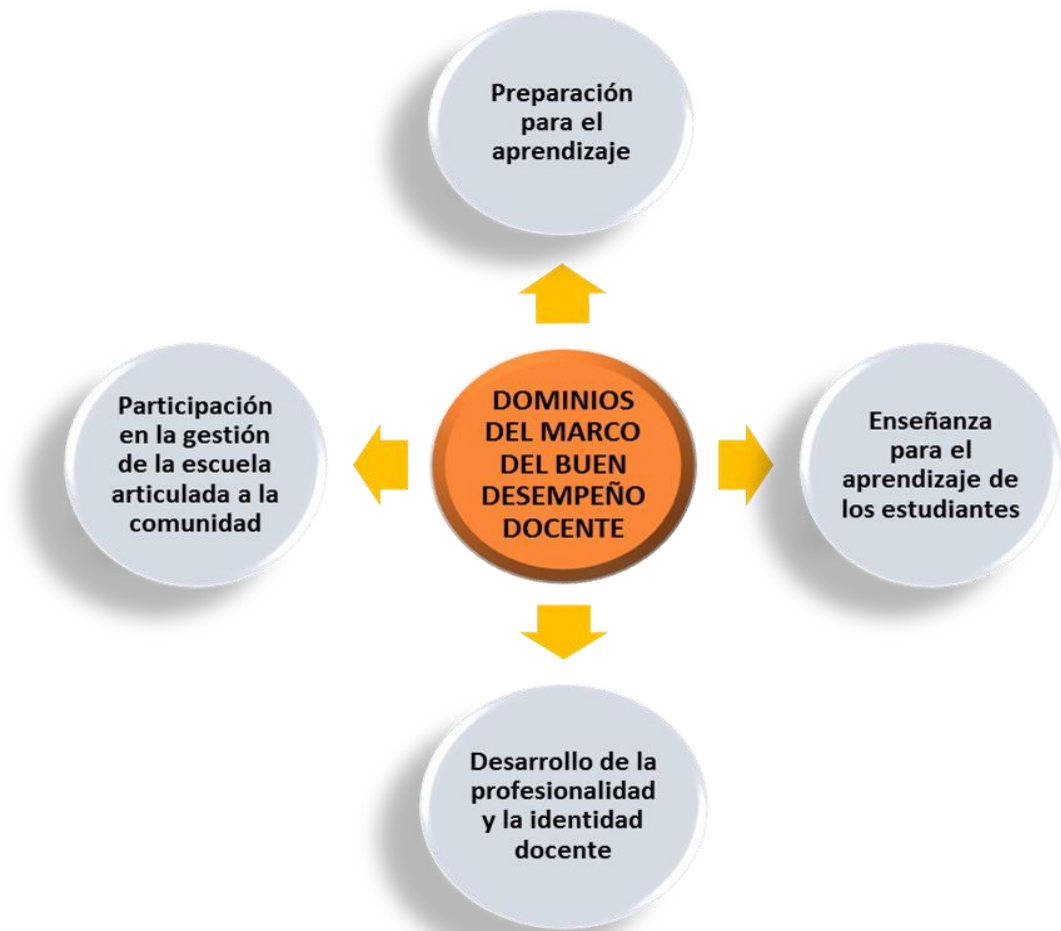 Preparación
para el
aprendizaje
Participación
en la gestión
de la escuela
articulada a la
comunidad
DOMINIOS
DEL MARCO
DEL BUEN
DESEMPEÑO
DOCENTE
Enseñanza
para el
aprendizaje de
los estudiantes
Desarrollo de la
profesionalidad
y la identidad
docente